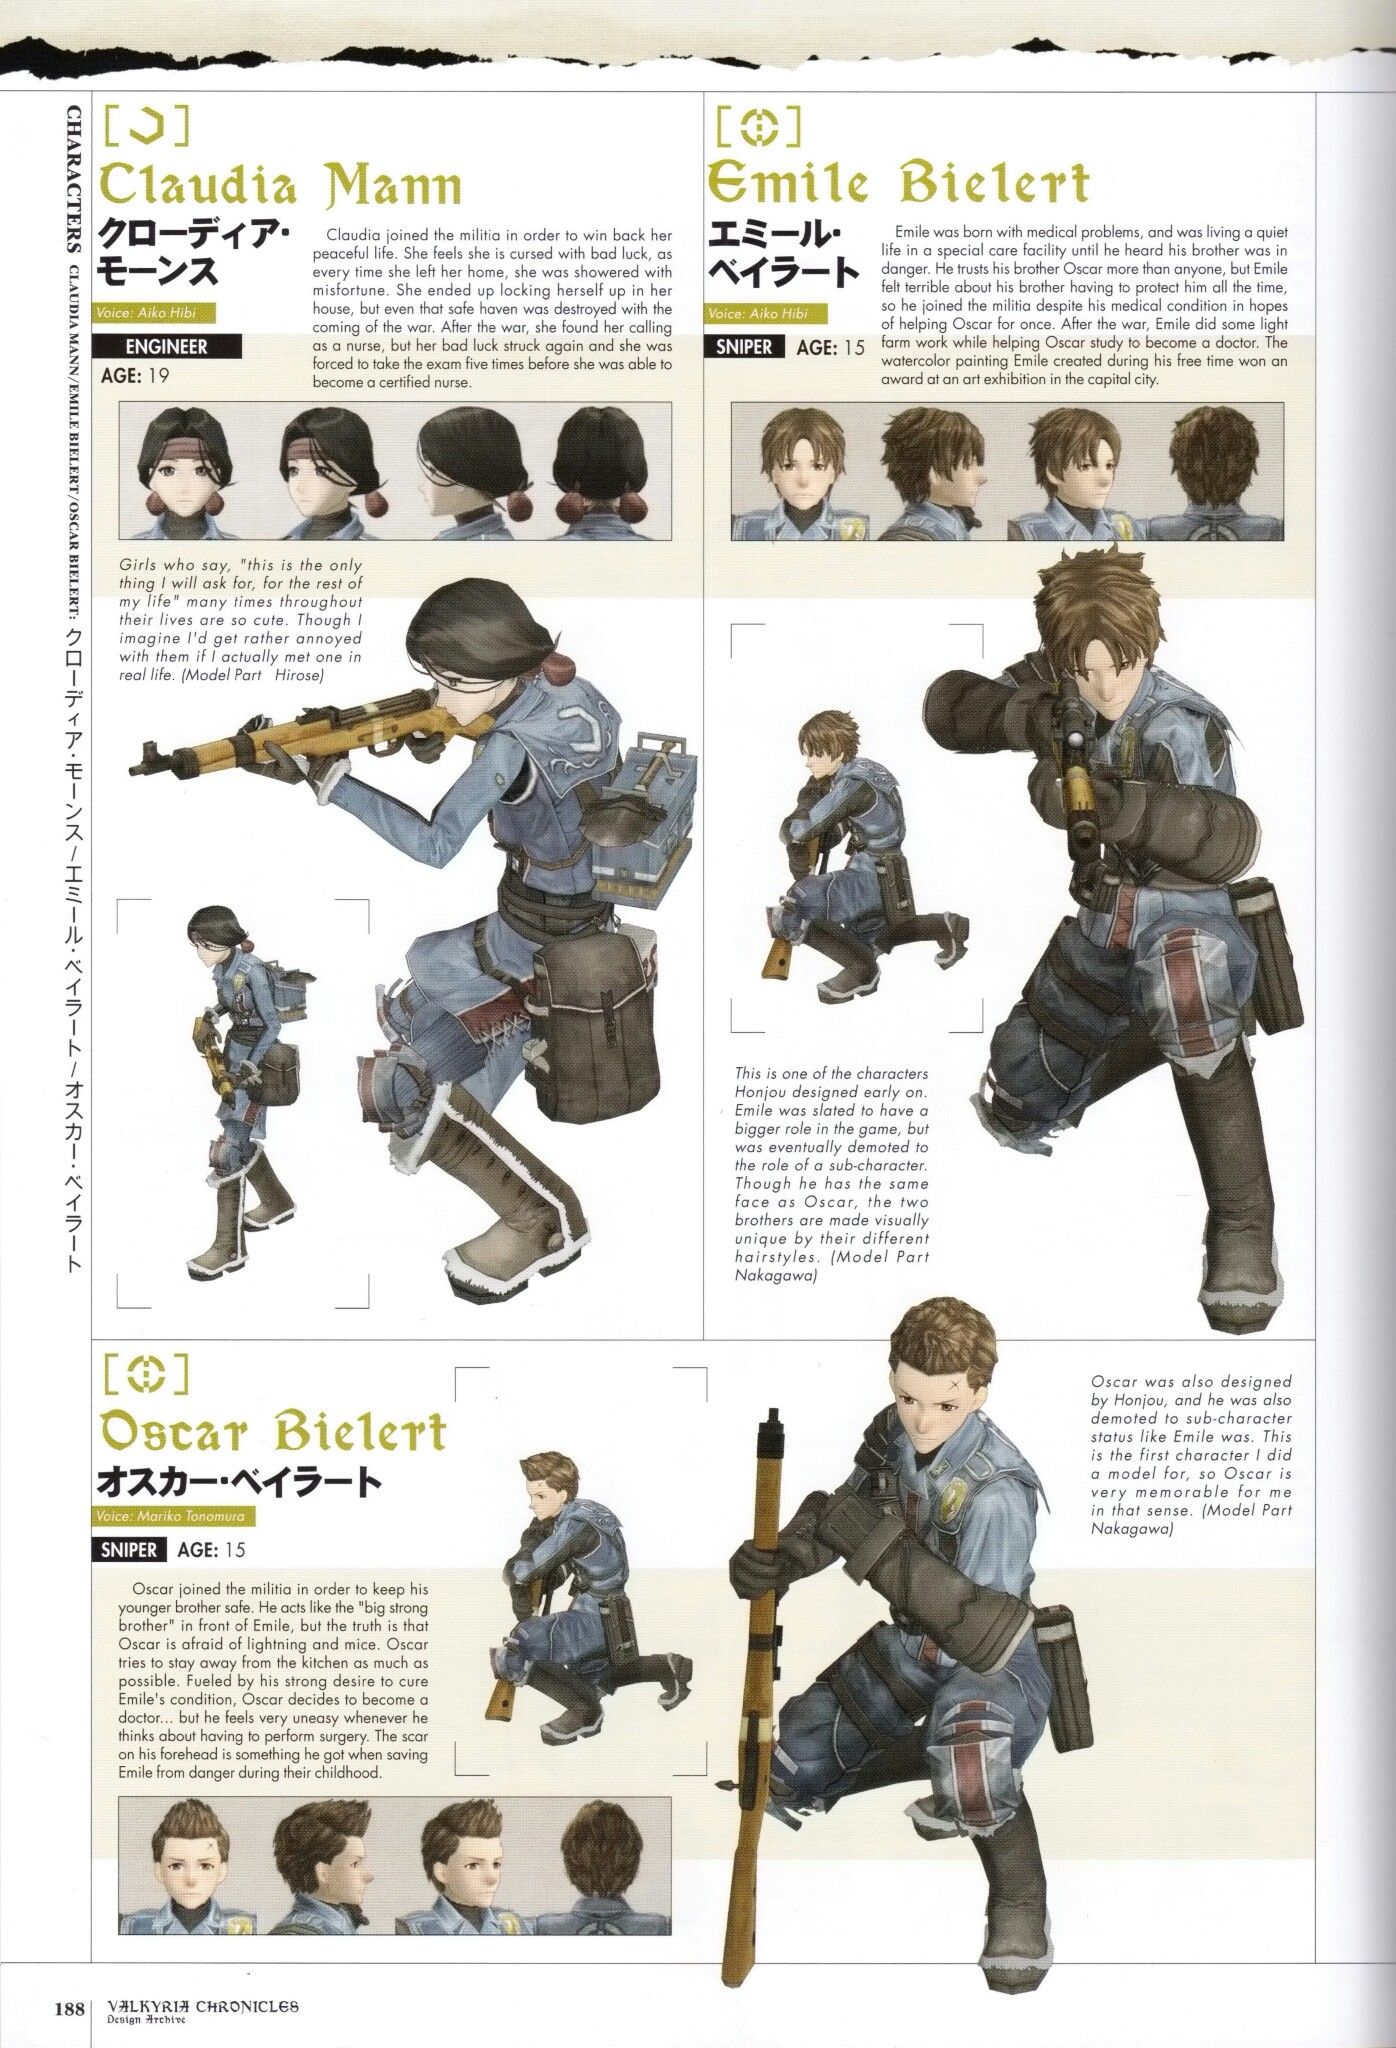 CHARACTERS CLAUDIA MANN/EMILE BIELERT/OSCAR BIELERT: クローディア・モーンス/エミール・ベイラート/オスカー・ベイラート
Claudia Mann
クローディア・
モーンス
Voice: Aiko Hibi
ENGINEER
AGE: 19
Claudia joined the militia in order to win back her
peaceful life. She feels she is cursed with bad luck, as
every time she left her home, she was showered with
misfortune. She ended up locking herself up in her
house, but even that safe haven was destroyed with the
coming of the war. After the war, she found her calling
as a nurse, but her bad luck struck again and she was
forced to take the exam five times before she was able to
become a certified nurse.
Girls who say, "this is the only
thing I will ask for, for the rest of
my life" many times throughout
their lives are so cute. Though I
imagine I'd get rather annoyed
with them if I actually met one in
real life. (Model Part Hirose)
Emile Bielert
エミール・
ベイラート
Voice: Aiko Hibi
SNIPER AGE: 15
Emile was born with medical problems, and was living a quiet
life in a special care facility until he heard his brother was in
danger. He trusts his brother Oscar more than anyone, but Emile
felt terrible about his brother having to protect him all the time,
so he joined the militia despite his medical condition in hopes
of helping Oscar for once. After the war, Emile did some light
farm work while helping Oscar study to become a doctor. The
watercolor painting Emile created during his free time won an
award at an art exhibition in the capital city.
This is one of the characters
Honjou designed early on.
Emile was slated to have a
bigger role in the game, but
was eventually demoted to
the role of a sub-character.
Though he has the same
face as Oscar, the two
brothers are made visually
unique by their different
hairstyles. (Model Part
Nakagawa)
Oscar Bielert
オスカー・ベイラート
Voice: Mariko Tonomura
SNIPER AGE: 15
Oscar joined the militia in order to keep his
younger brother safe. He acts like the "big strong
brother" in front of Emile, but the truth is that
Oscar is afraid of lightning and mice. Oscar
tries to stay away from the kitchen as much as
possible. Fueled by his strong desire to cure
Emile's condition, Oscar decides to become a
doctor... but he feels very uneasy whenever he
thinks about having to perform surgery. The scar
on his forehead is something he got when saving
Emile from danger during their childhood.
Oscar was also designed
by Honjou, and he was also
demoted to sub-character
status like Emile was. This
is the first character I did
a model for, so Oscar is
very memorable for me
in that sense. (Model Part
Nakagawa)
188 VALKYRIA CHRONICLES
Design Archive